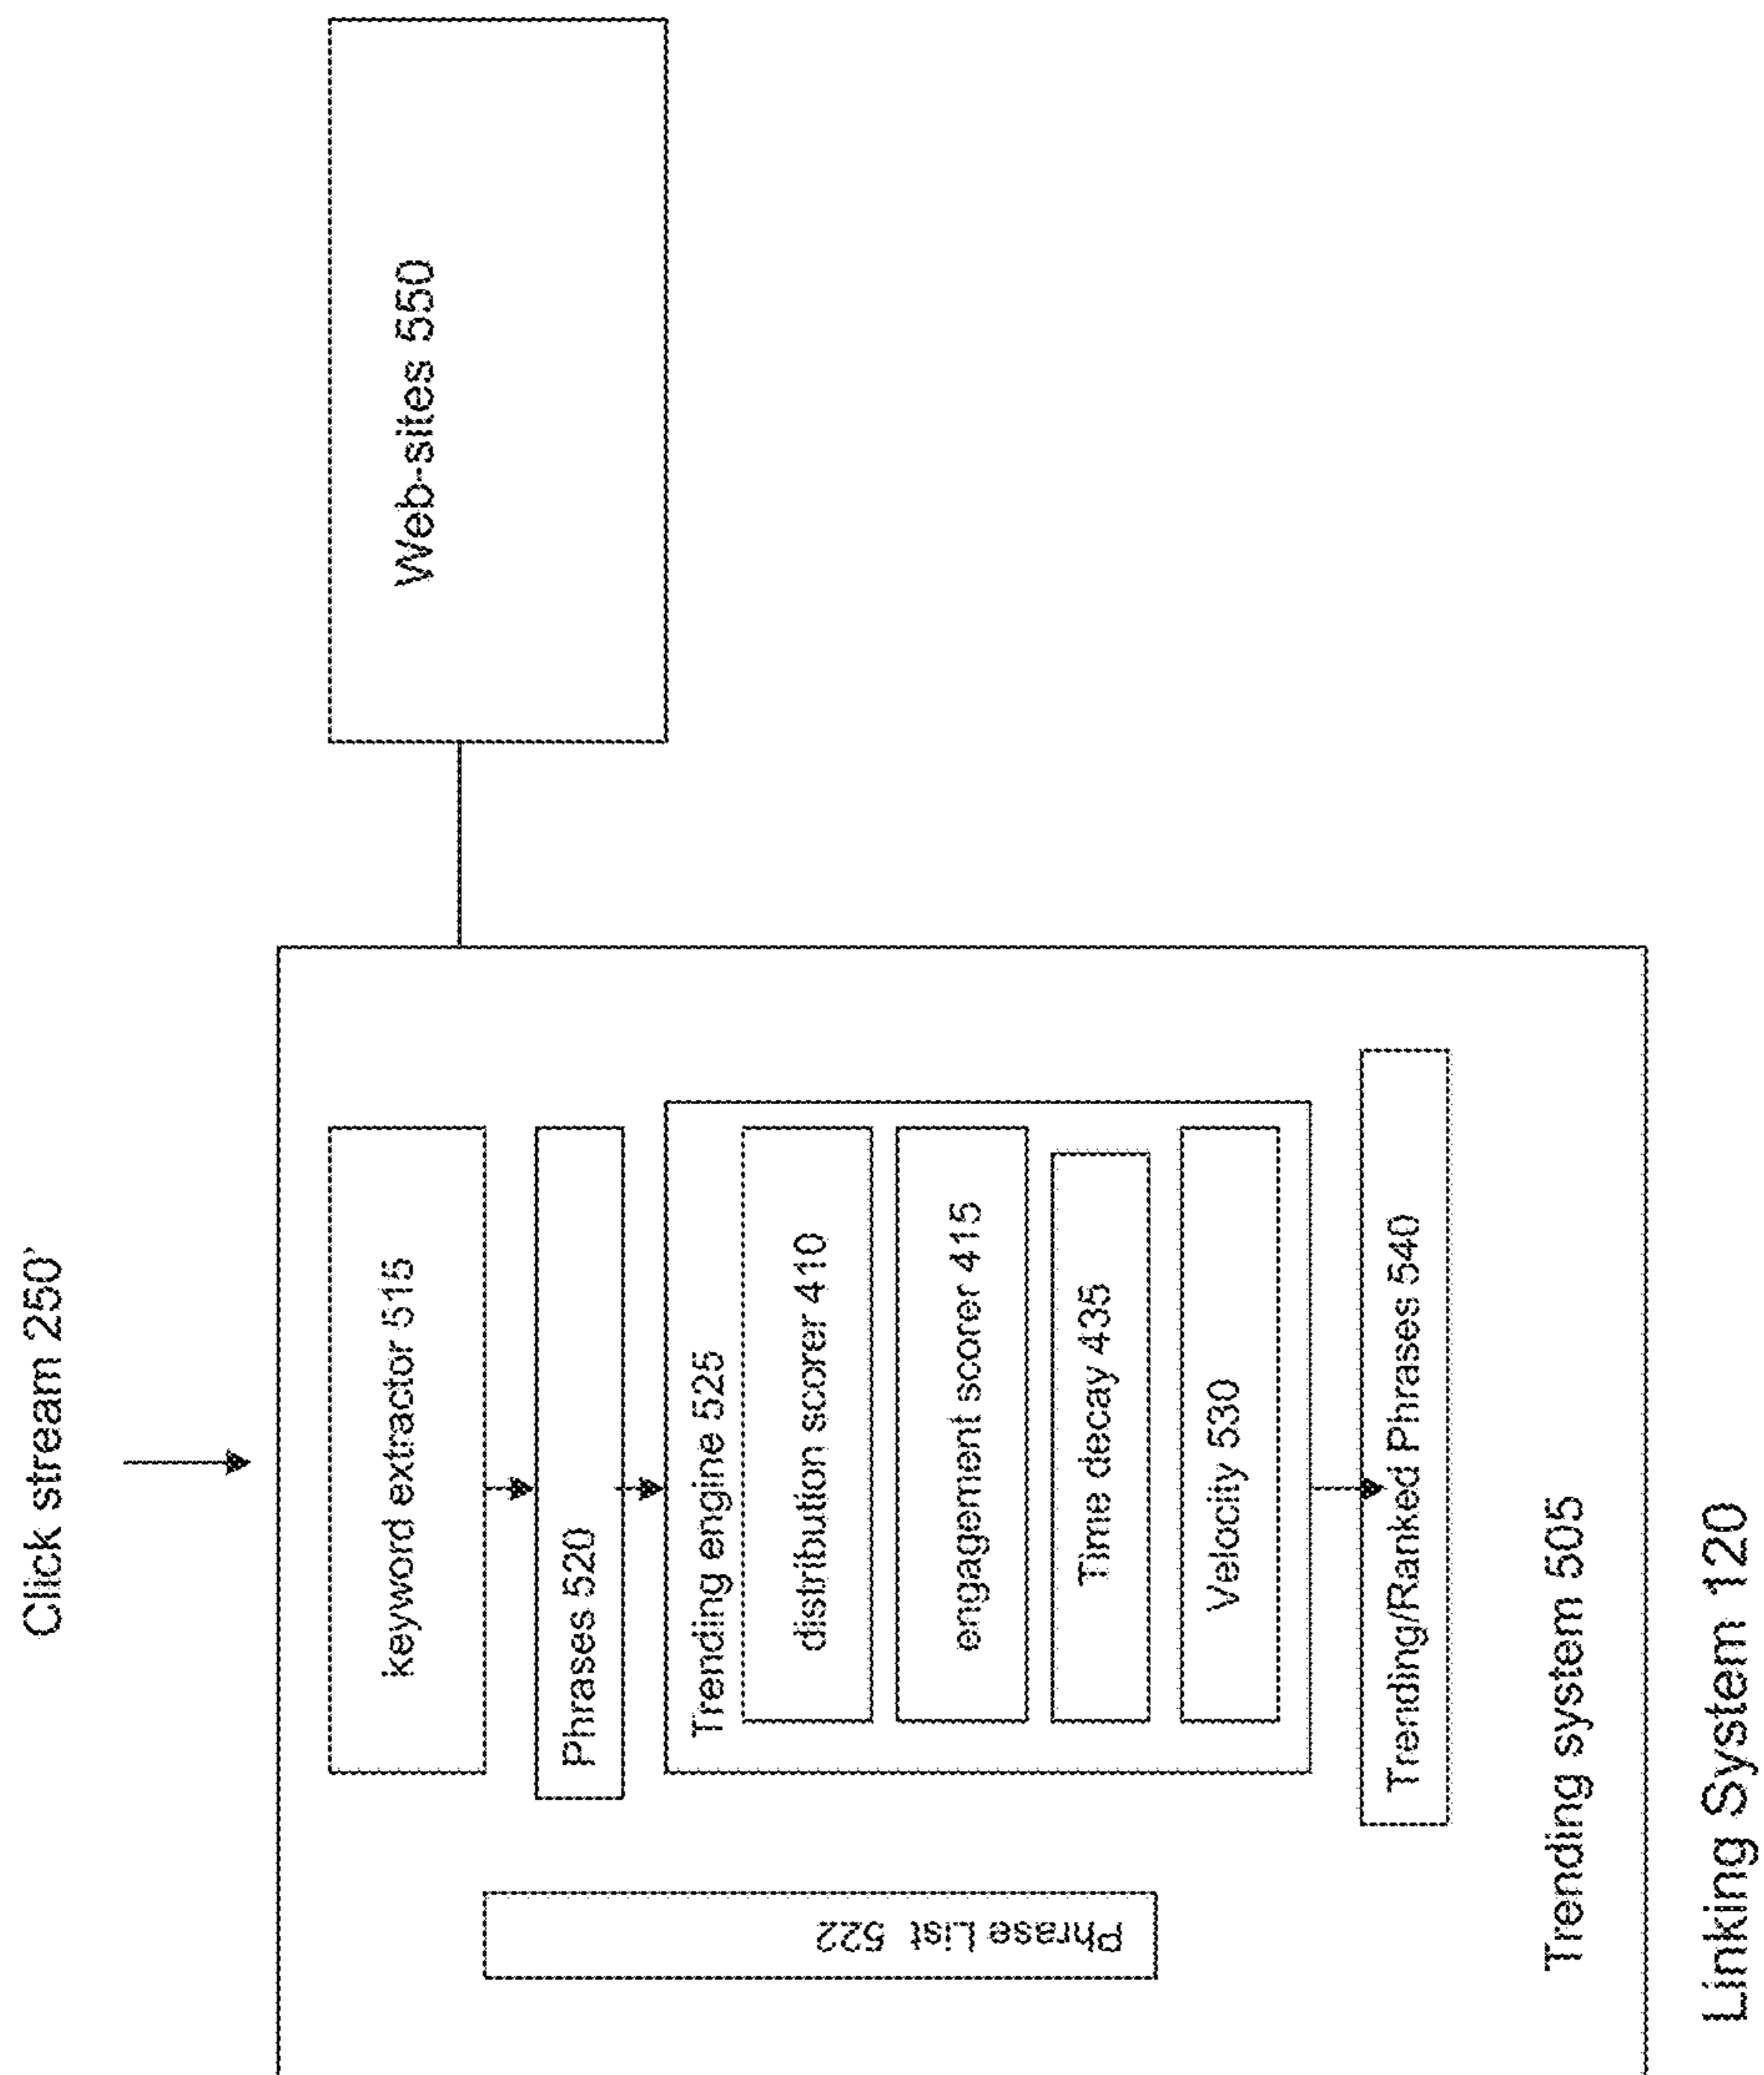 Click stream 250'
Web-sites 550
keyword extractor 515
Phrases 520
Trending engine 525
distribution scorer 410
engagement scorer 415
Time decay 435
Velocity 530
Trending/Ranked Phrases 540
Phrase List 522
Trending system 505
Linking System 120